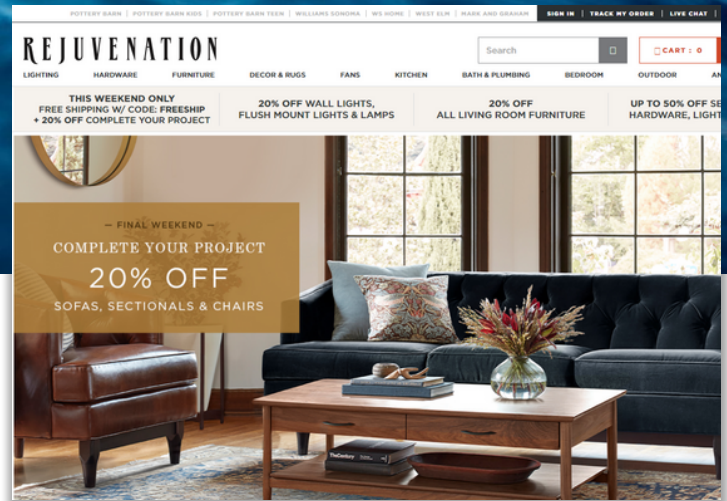 POTTERY BARN | POTTERY BARN KIDS | POTTERY BARN TEEN | WILLIAMS SONOMA | WS HOME | WEST ELM | MARK AND GRAHAM SIGN IN | TRACK MY ORDER | LIVE CHAT |
REJUVENATION
Search
CART : 0
LIGHTING HARDWARE FURNITURE DECOR & RUGS FANS KITCHEN BATH & PLUMBING BEDROOM OUTDOOR
THIS WEEKEND ONLY
FREE SHIPPING W/ CODE: FREESHIP
+ 20% OFF COMPLETE YOUR PROJECT
20% OFF WALL LIGHTS,
FLUSH MOUNT LIGHTS & LAMPS
20% OFF
ALL LIVING ROOM FURNITURE
UP TO 50% OFF SE
HARDWARE, LIGHT
— FINAL WEEKEND —
COMPLETE YOUR PROJECT
20% OFF
SOFAS, SECTIONALS & CHAIRS
TheCentury